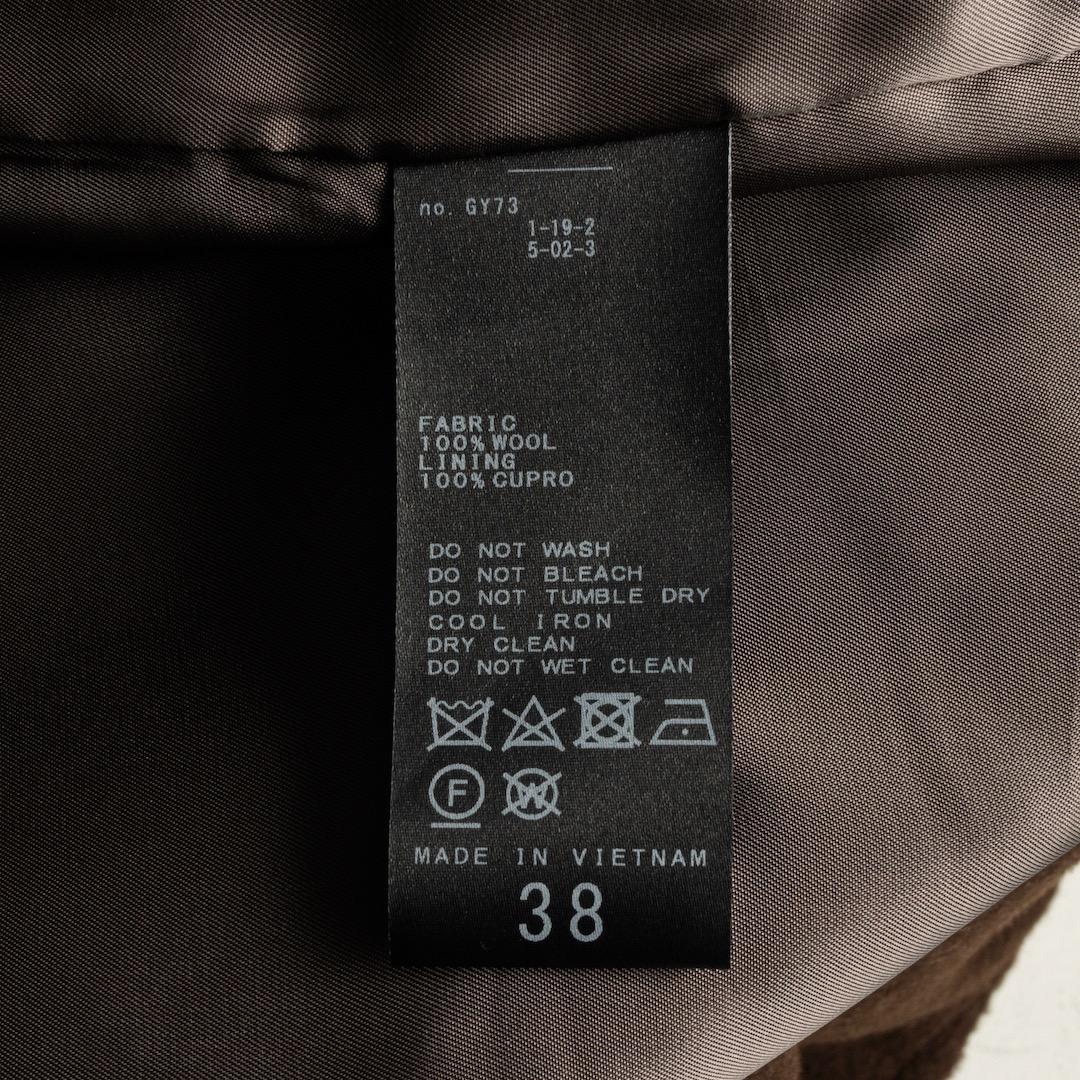 no. GY73
1-19-2
5-02-3
FABRIC
100% WOOL
LINING
100% CUPRO
DO NOT WASH
DO NOT BLEACH
DO NOT TUMBLE DRY
COOL IRON
DRY CLEAN
DO NOT WET CLEAN
F W
MADE IN VIETNAM
38